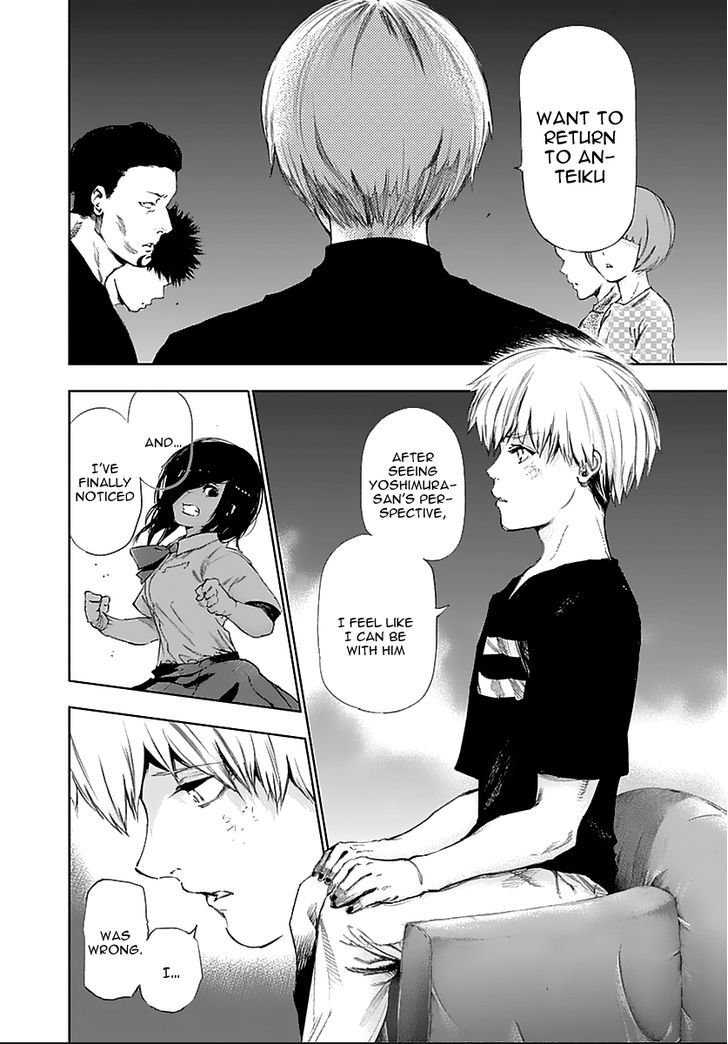 WANT TO
RETURN
TO AN-
TEIKU
AFTER
SEEING
YOSHIMURA-
SAN'S PER-
SPECTIVE,
I FEEL LIKE
I CAN BE
WITH HIM
AND...
I'VE
FINALLY
NOTICED
I...
WAS
WRONG.